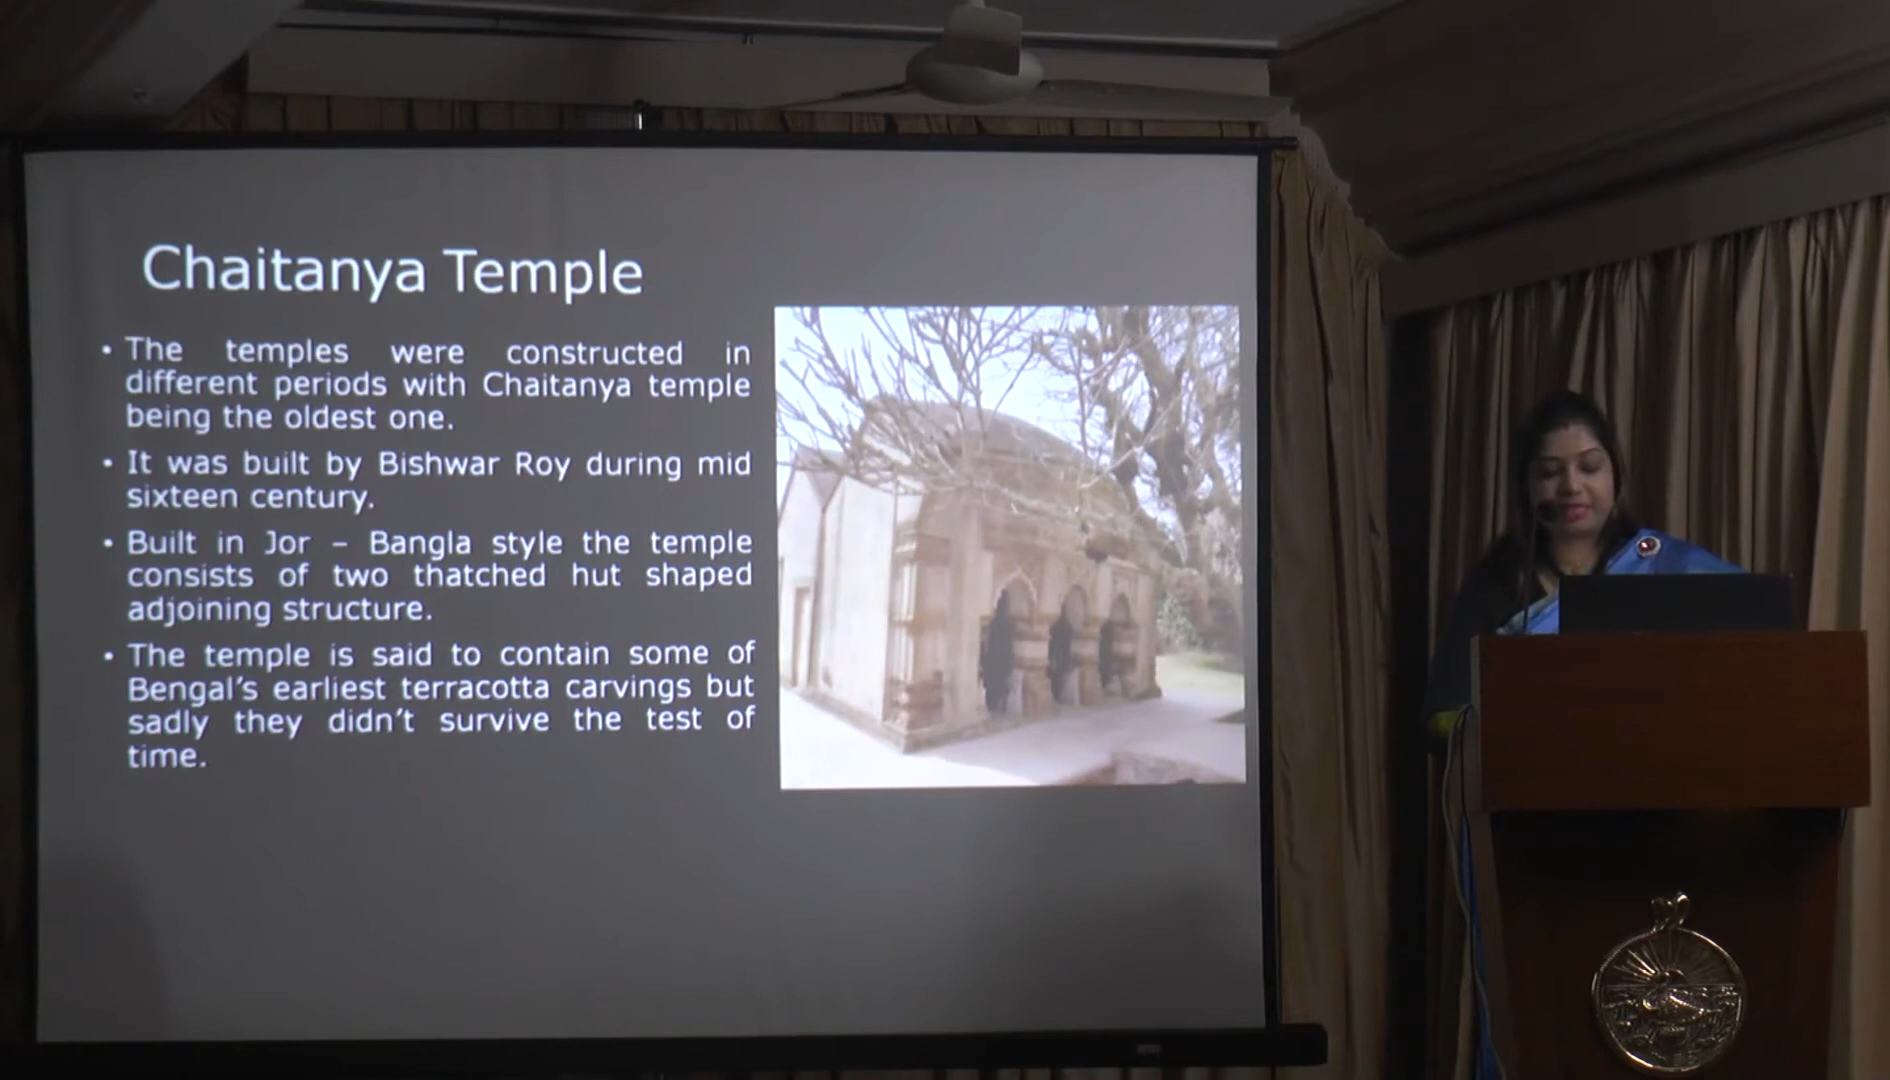 Chaitanya Temple
• The temples were constructed in
different periods with Chaitanya temple
being the oldest one.
• It was built by Bishwar Roy during mid
sixteen century.
• Built in Jor – Bangla style the temple
consists of two thatched hut shaped
adjoining structure.
• The temple is said to contain some of
Bengal's earliest terracotta carvings but
sadly they didn't survive the test of
time.